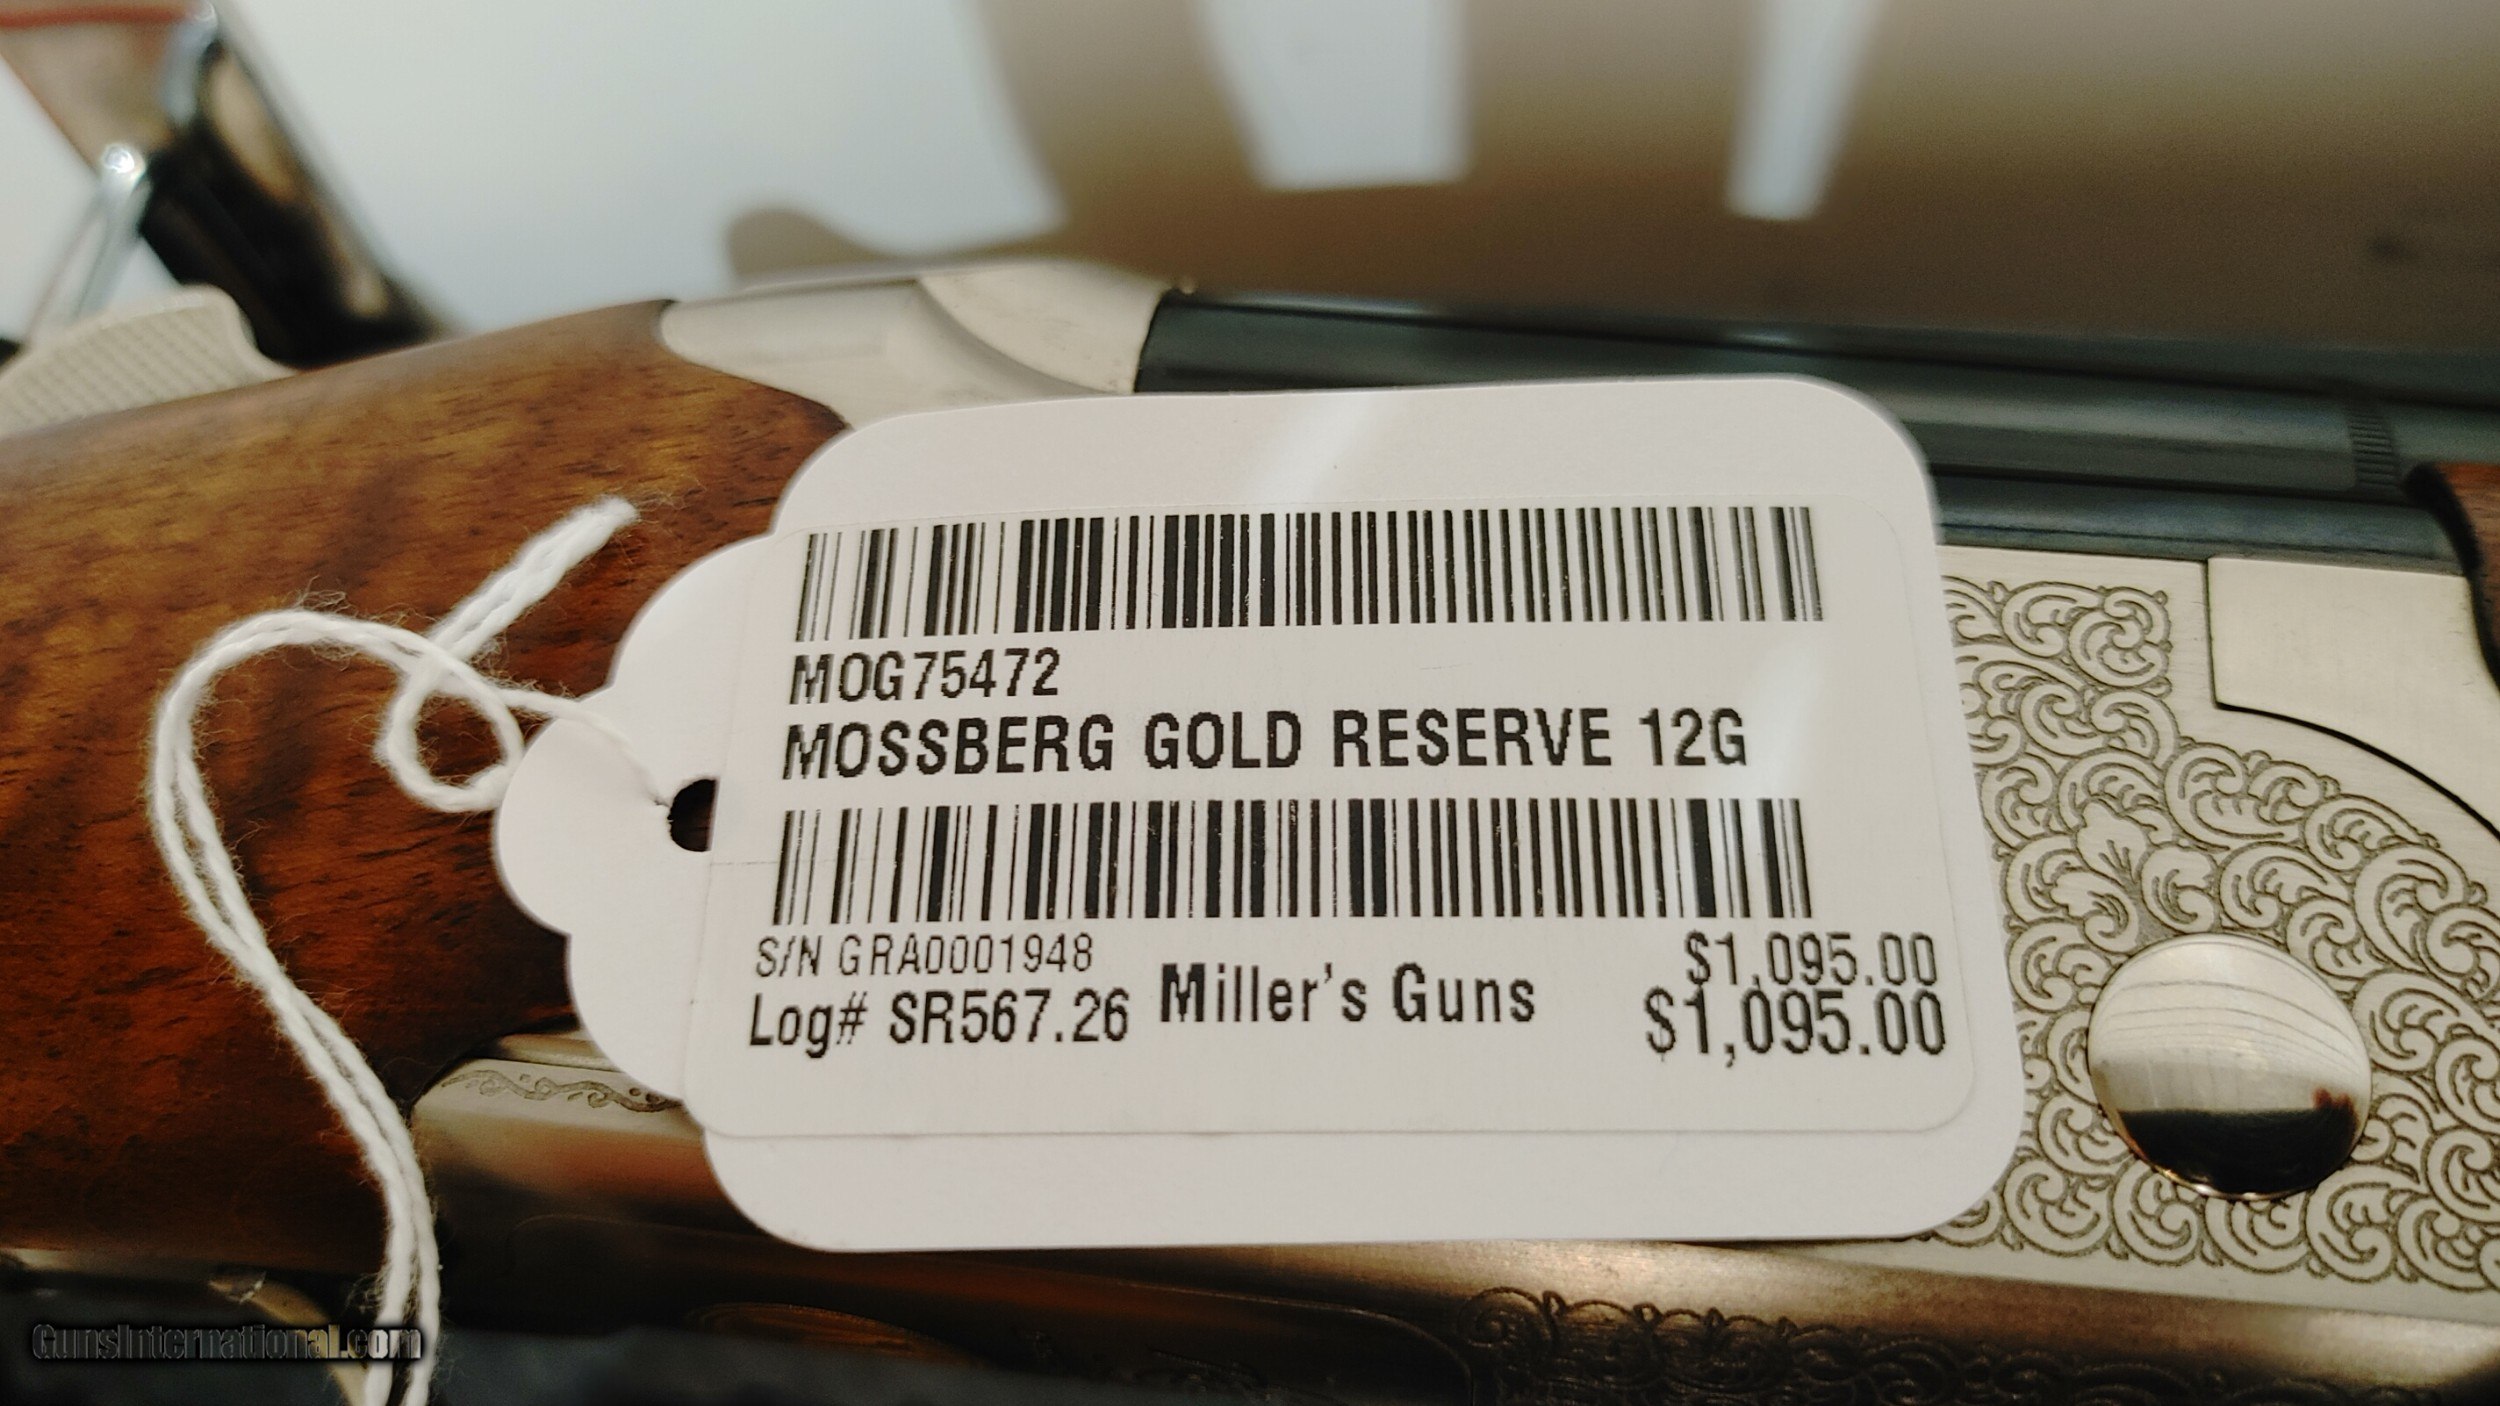 MOG75472
MOSSBERG GOLD RESERVE 12G
S/N GRA0001948
$1,095.00
Log# SR567.26 Miller's Guns $1,095.00
GunsInternational.com